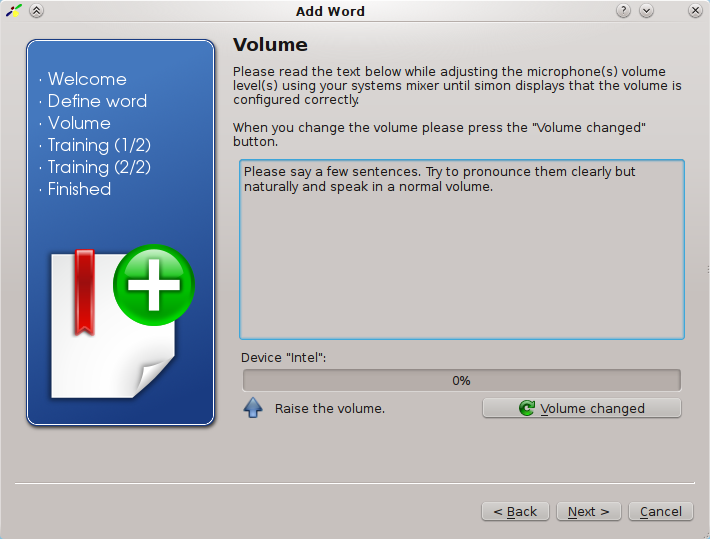 Add Word
Volume
· Welcome
· Define word
· Volume
· Training (1/2)
· Training (2/2)
· Finished
Please read the text below while adjusting the microphone(s) volume
level(s) using your systems mixer until simon displays that the volume is
configured correctly.
When you change the volume please press the "Volume changed"
button.
Please say a few sentences. Try to pronounce them clearly but
naturally and speak in a normal volume.
Device "Intel":
0%
Raise the volume.
Volume changed
< Back
Next >
Cancel